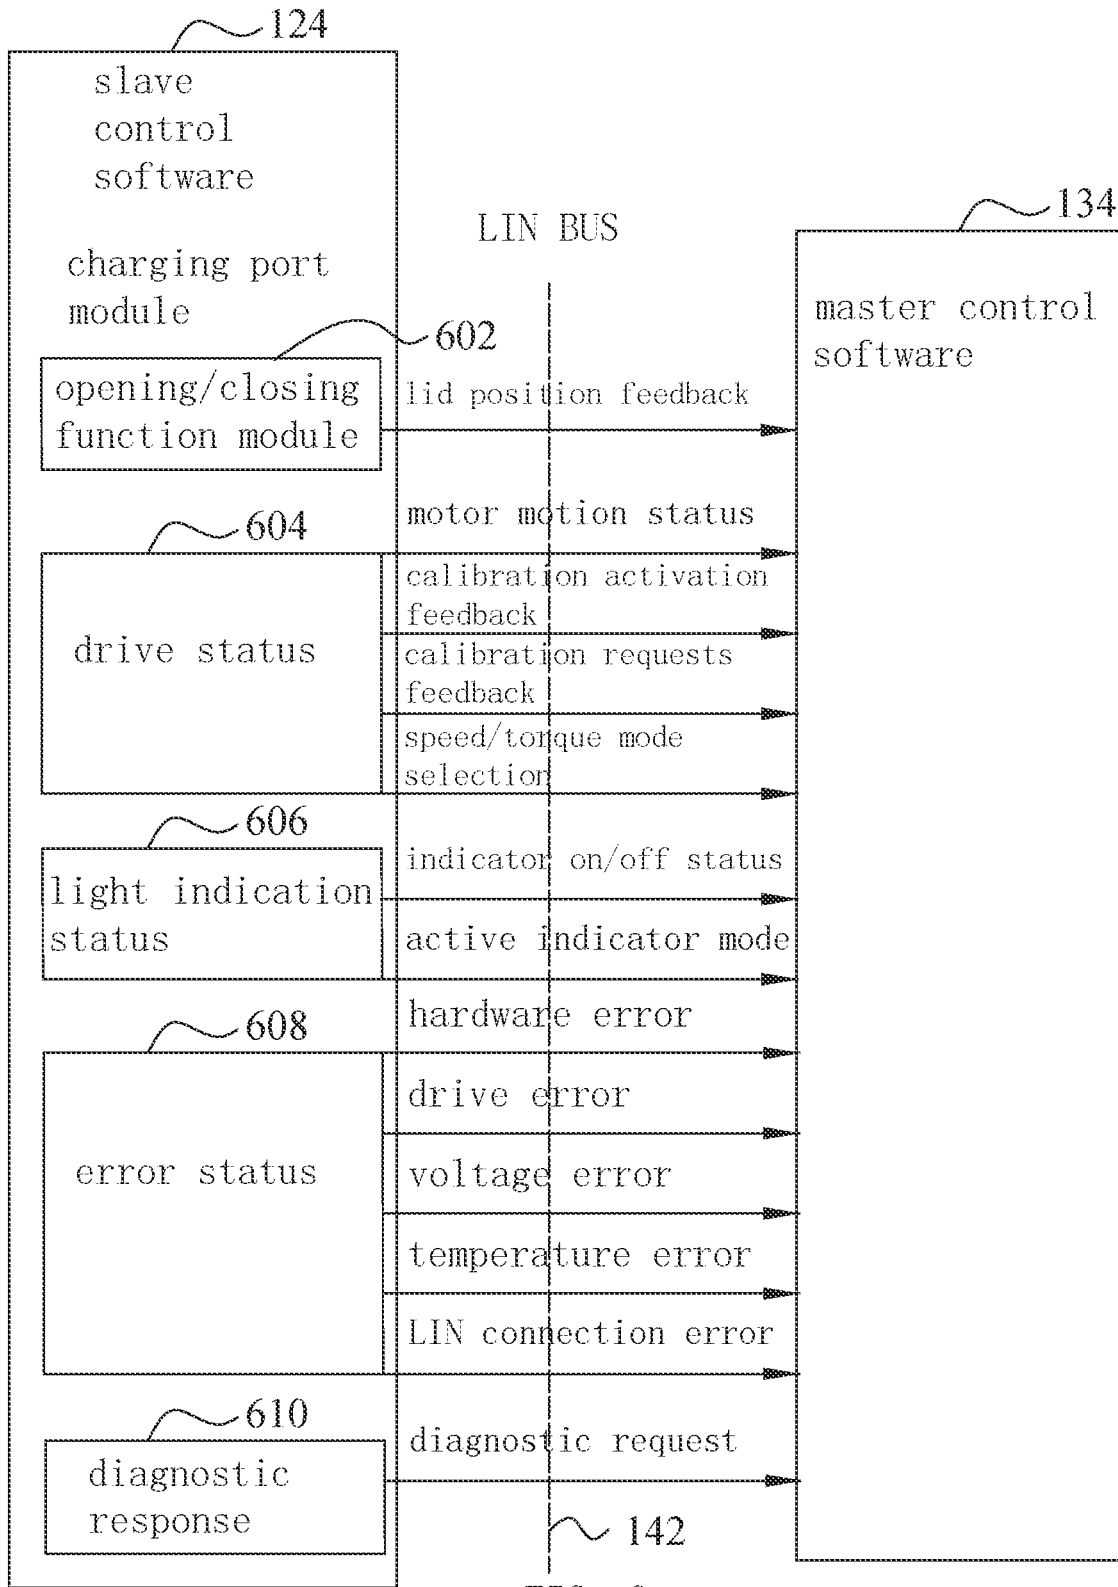 124
slave
control
software
134
LIN BUS
charging port
module
master control
software
602
opening/closing
function module
lid position feedback
motor motion status
604
calibration activation
feedback
drive status
calibration requests
feedback
speed/torque mode
selection
606
indicator on/off status
light indication
status
active indicator mode
hardware error
608
drive error
error status
voltage error
temperature error
LIN connection error
610
diagnostic request
diagnostic
response
142